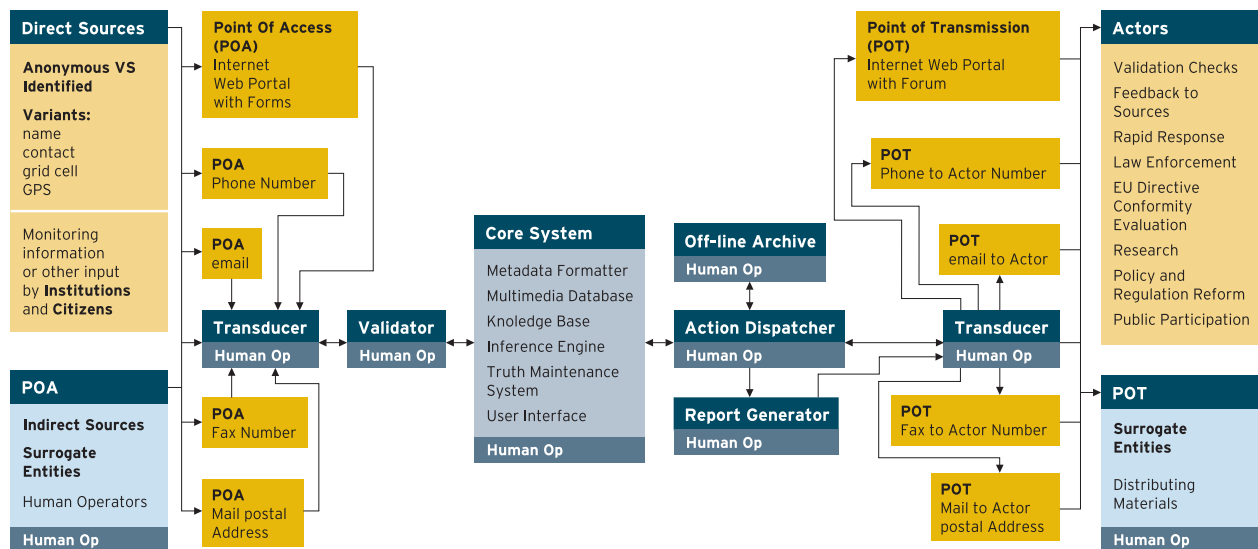 Direct Sources
Anonymous VS
Identified
Variants:
name
contact
grid cell
GPS
Monitoring
information
or other input
by Institutions
and Citizens
POA
Indirect Sources
Surrogate
Entities
Human Operators
Human Op
Point Of Access
(POA)
Internet
Web Portal
with Forms
POA
Phone Number
POA
email
Transducer
Human Op
POA
Fax Number
POA
Mail postal
Address
Validator
Human Op
Core System
Metadata Formatter
Multimedia Database
Knoledge Base
Inference Engine
Truth Maintenance
System
User Interface
Human Op
Off-line Archive
Human Op
Action Dispatcher
Human Op
Report Generator
Human Op
Point of Transmission
(POT)
Internet Web Portal
with Forum
POT
Phone to Actor Number
POT
email to Actor
Transducer
Human Op
POT
Fax to Actor Number
POT
Mail to Actor
postal Address
Actors
Validation Checks
Feedback to
Sources
Rapid Response
Law Enforcement
EU Directive
Conformity
Evaluation
Research
Policy and
Regulation Reform
Public Participation
POT
Surrogate
Entities
Distributing
Materials
Human Op